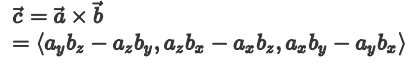 c⃗ = a⃗ × b⃗
= ⟨a_y b_z − a_z b_y, a_z b_x − a_x b_z, a_x b_y − a_y b_x⟩